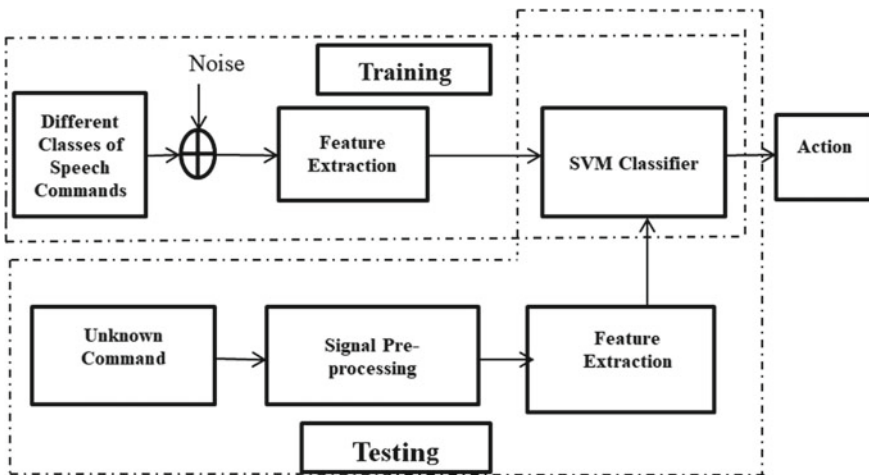 Noise
Training
Different
Classes of
Speech
Commands
Feature
Extraction
SVM Classifier
Action
Unknown
Command
Signal Pre-
processing
Feature
Extraction
Testing